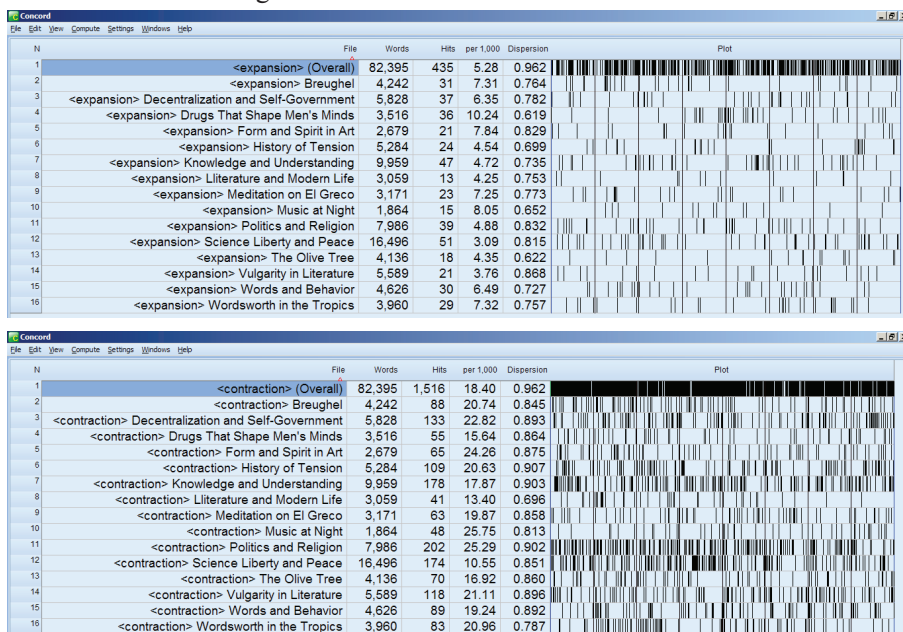 Concord
File Edit View Compute Settings Windows Help
N File Words Hits per 1,000 Dispersion Plot
1 <expansion> (Overall) 82,395 435 5.28 0.962
2 <expansion> Breughel 4,242 31 7.31 0.764
3 <expansion> Decentralization and Self-Government 5,828 37 6.35 0.782
4 <expansion> Drugs That Shape Men's Minds 3,516 36 10.24 0.619
5 <expansion> Form and Spirit in Art 2,679 21 7.84 0.829
6 <expansion> History of Tension 5,284 24 4.54 0.699
7 <expansion> Knowledge and Understanding 9,959 47 4.72 0.735
8 <expansion> Lliterature and Modern Life 3,059 13 4.25 0.753
9 <expansion> Meditation on El Greco 3,171 23 7.25 0.773
10 <expansion> Music at Night 1,864 15 8.05 0.652
11 <expansion> Politics and Religion 7,986 39 4.88 0.832
12 <expansion> Science Liberty and Peace 16,496 51 3.09 0.815
13 <expansion> The Olive Tree 4,136 18 4.35 0.622
14 <expansion> Vulgarity in Literature 5,589 21 3.76 0.868
15 <expansion> Words and Behavior 4,626 30 6.49 0.727
16 <expansion> Wordsworth in the Tropics 3,960 29 7.32 0.757
Concord
File Edit View Compute Settings Windows Help
N File Words Hits per 1,000 Dispersion Plot
1 <contraction> (Overall) 82,395 1,516 18.40 0.962
2 <contraction> Breughel 4,242 88 20.74 0.845
3 <contraction> Decentralization and Self-Government 5,828 133 22.82 0.893
4 <contraction> Drugs That Shape Men's Minds 3,516 55 15.64 0.864
5 <contraction> Form and Spirit in Art 2,679 65 24.26 0.875
6 <contraction> History of Tension 5,284 109 20.63 0.907
7 <contraction> Knowledge and Understanding 9,959 178 17.87 0.903
8 <contraction> Lliterature and Modern Life 3,059 41 13.40 0.696
9 <contraction> Meditation on El Greco 3,171 63 19.87 0.858
10 <contraction> Music at Night 1,864 48 25.75 0.813
11 <contraction> Politics and Religion 7,986 202 25.29 0.902
12 <contraction> Science Liberty and Peace 16,496 174 10.55 0.851
13 <contraction> The Olive Tree 4,136 70 16.92 0.860
14 <contraction> Vulgarity in Literature 5,589 118 21.11 0.896
15 <contraction> Words and Behavior 4,626 89 19.24 0.892
16 <contraction> Wordsworth in the Tropics 3,960 83 20.96 0.787